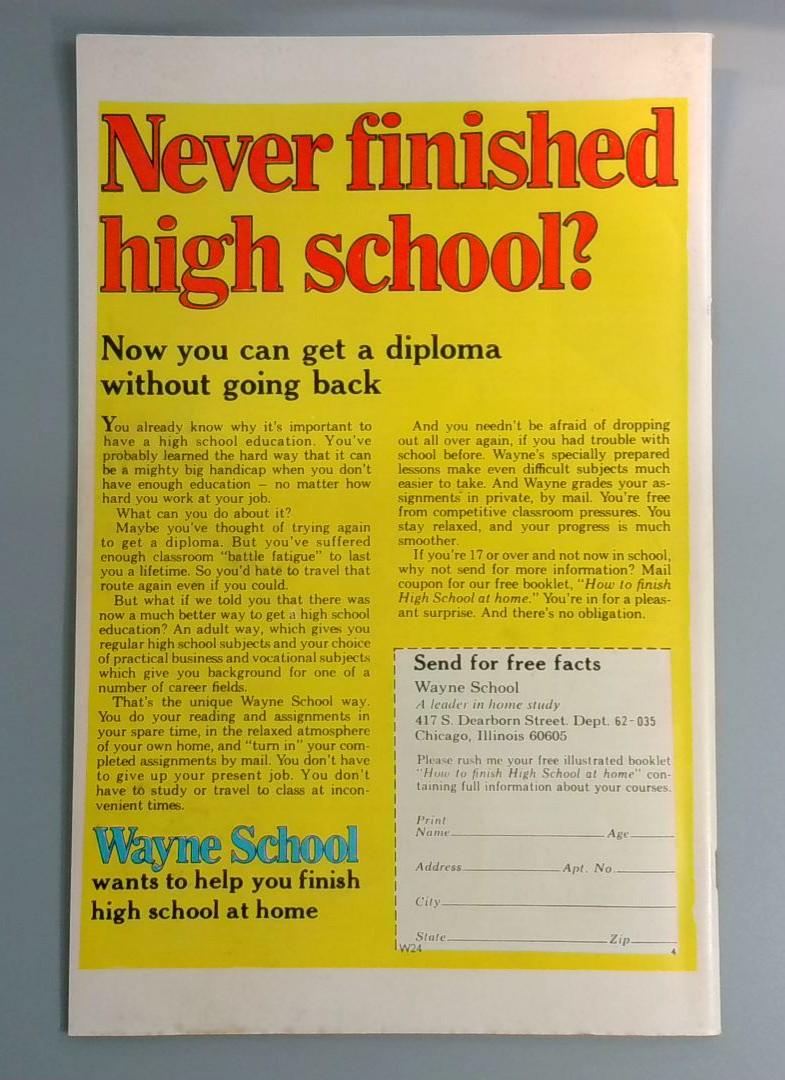 Never finished
high school?
Now you can get a diploma
without going back
You already know why it's important to
have a high school education. You've
probably learned the hard way that it can
be a mighty big handicap when you don't
have enough education – no matter how
hard you work at your job.
What can you do about it?
Maybe you've thought of trying again
to get a diploma. But you've suffered
enough classroom "battle fatigue" to last
you a lifetime. So you'd hate to travel that
route again even if you could.
But what if we told you that there was
now a much better way to get a high school
education? An adult way, which gives you
regular high school subjects and your choice
of practical business and vocational subjects
which give you background for one of a
number of career fields.
That's the unique Wayne School way.
You do your reading and assignments in
your spare time, in the relaxed atmosphere
of your own home, and "turn in" your com-
pleted assignments by mail. You don't have
to give up your present job. You don't
have to study or travel to class at incon-
venient times.
Wayne School
wants to help you finish
high school at home
And you needn't be afraid of dropping
out all over again, if you had trouble with
school before. Wayne's specially prepared
lessons make even difficult subjects much
easier to take. And Wayne grades your as-
signments in private, by mail. You're free
from competitive classroom pressures. You
stay relaxed, and your progress is much
smoother.
If you're 17 or over and not now in school,
why not send for more information? Mail
coupon for our free booklet, "How to finish
High School at home." You're in for a pleas-
ant surprise. And there's no obligation.
Send for free facts
Wayne School
A leader in home study
417 S. Dearborn Street. Dept. 62-035
Chicago, Illinois 60605
Please rush me your free illustrated booklet
"How to finish High School at home" con-
taining full information about your courses.
Print
Name Age
Address Apt. No.
City
State Zip
W24 4